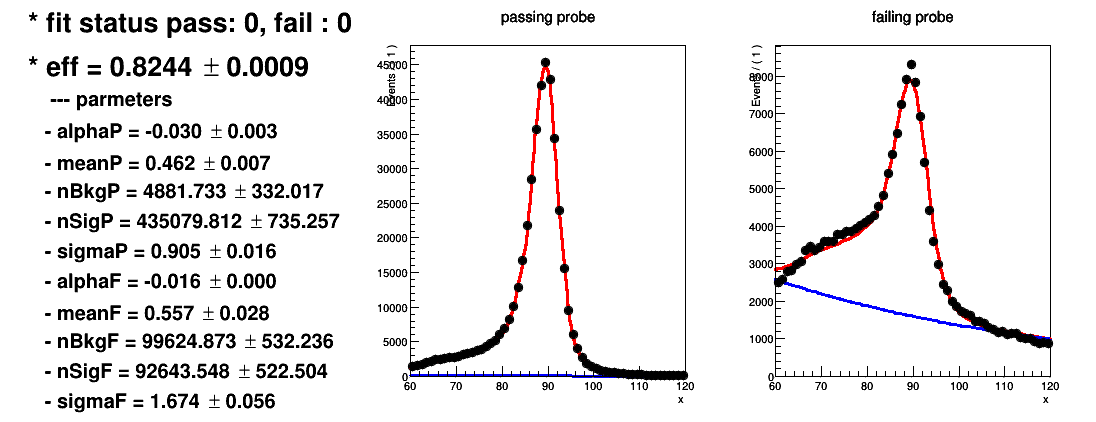 * fit status pass: 0, fail : 0
* eff = 0.8244 ± 0.0009
--- parmeters
- alphaP = -0.030 ± 0.003
- meanP = 0.462 ± 0.007
- nBkgP = 4881.733 ± 332.017
- nSigP = 435079.812 ± 735.257
- sigmaP = 0.905 ± 0.016
- alphaF = -0.016 ± 0.000
- meanF = 0.557 ± 0.028
- nBkgF = 99624.873 ± 532.236
- nSigF = 92643.548 ± 522.504
- sigmaF = 1.674 ± 0.056
passing probe
Events / ( 1 )
45000
40000
35000
30000
25000
20000
15000
10000
5000
0
60 70 80 90 100 110 120
x
failing probe
Events / ( 1 )
8000
7000
6000
5000
4000
3000
2000
1000
0
60 70 80 90 100 110 120
x